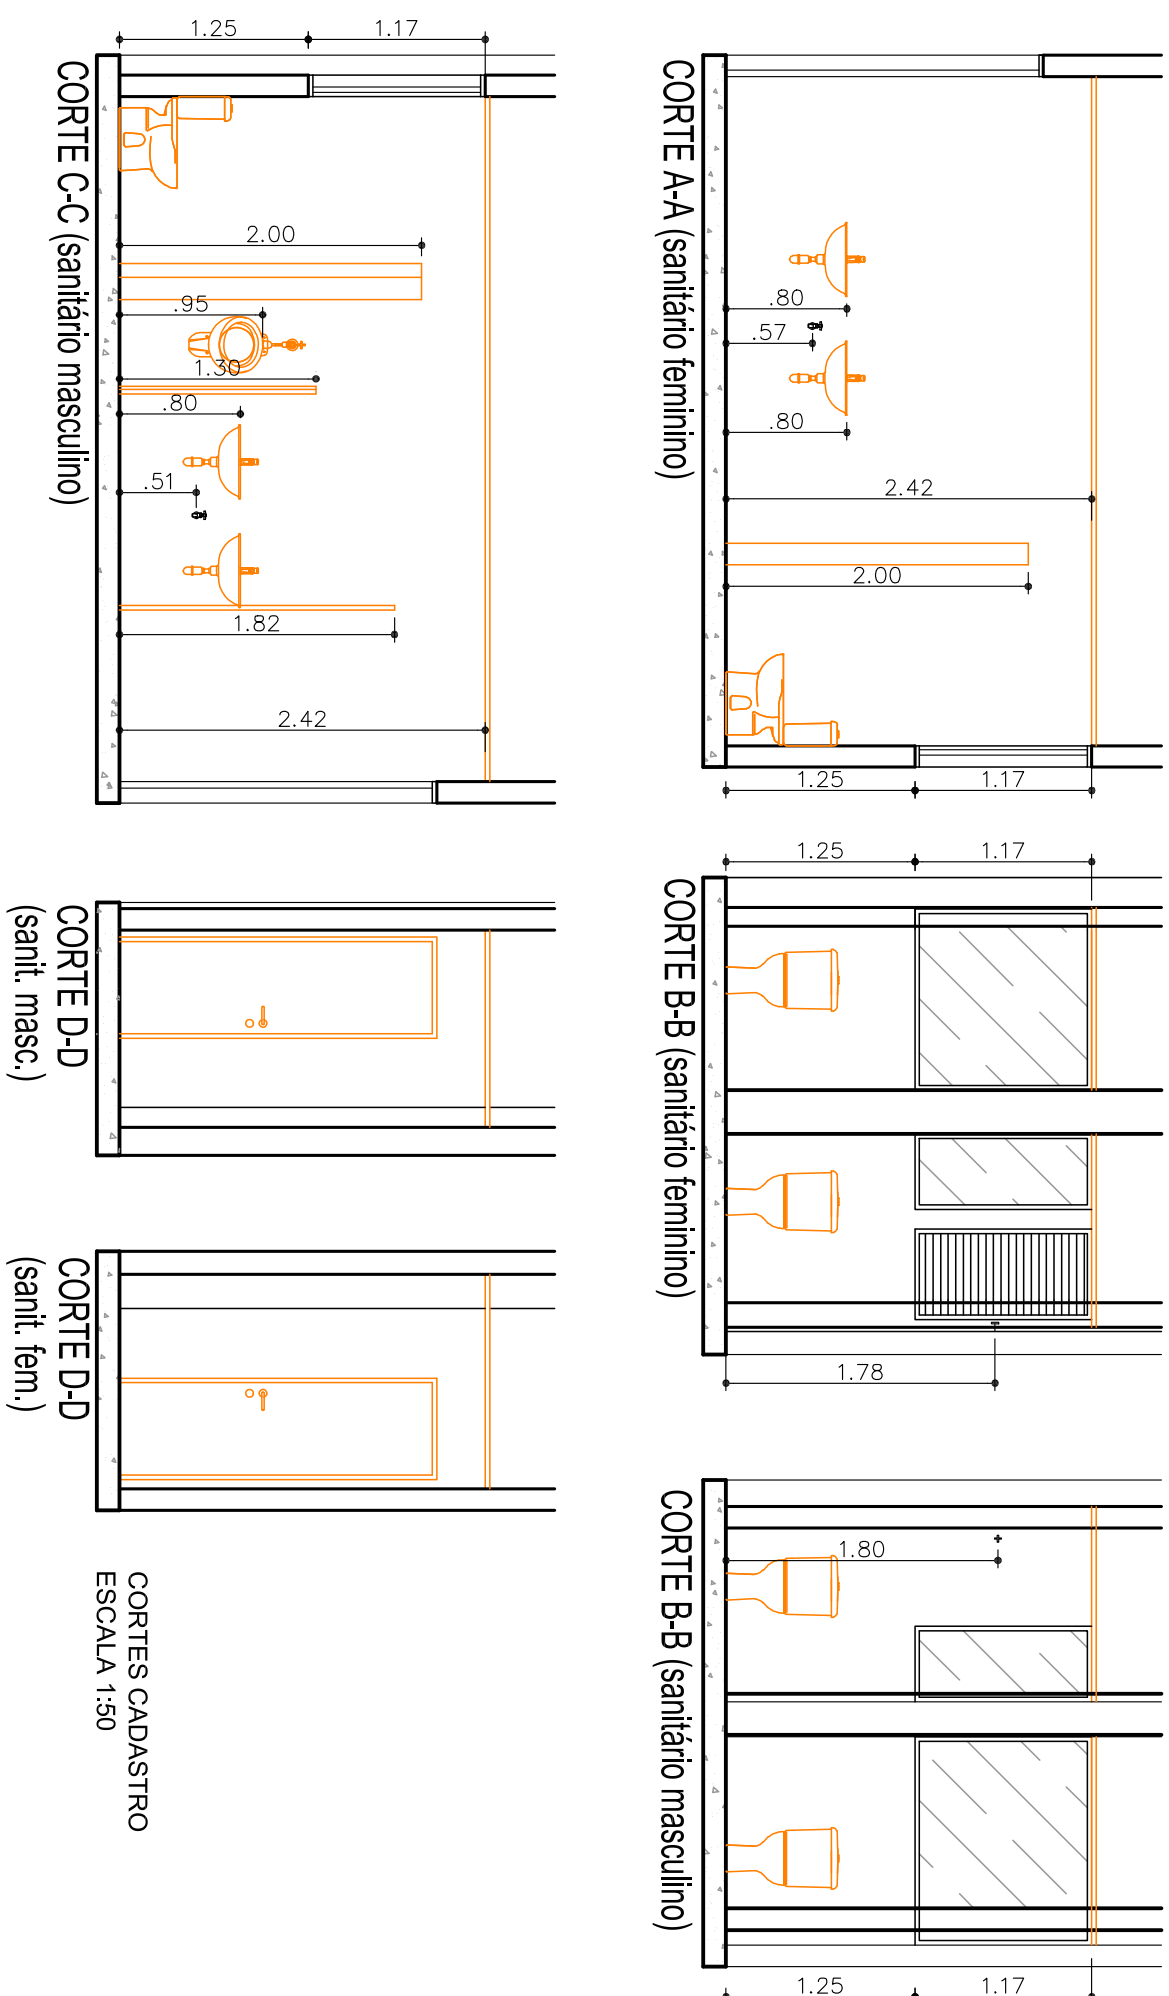 1.25
1.17
.80
.57
.80
2.42
2.00
1.25
1.17
CORTE A-A (sanitário feminino)
1.25
1.17
1.78
CORTE B-B (sanitário feminino)
1.80
1.25
1.17
CORTE B-B (sanitário masculino)
2.00
.95
1.30
.80
.51
1.82
2.42
CORTE C-C (sanitário masculino)
CORTE D-D
(sanit. masc.)
CORTE D-D
(sanit. fem.)
CORTES CADASTRO
ESCALA 1:50